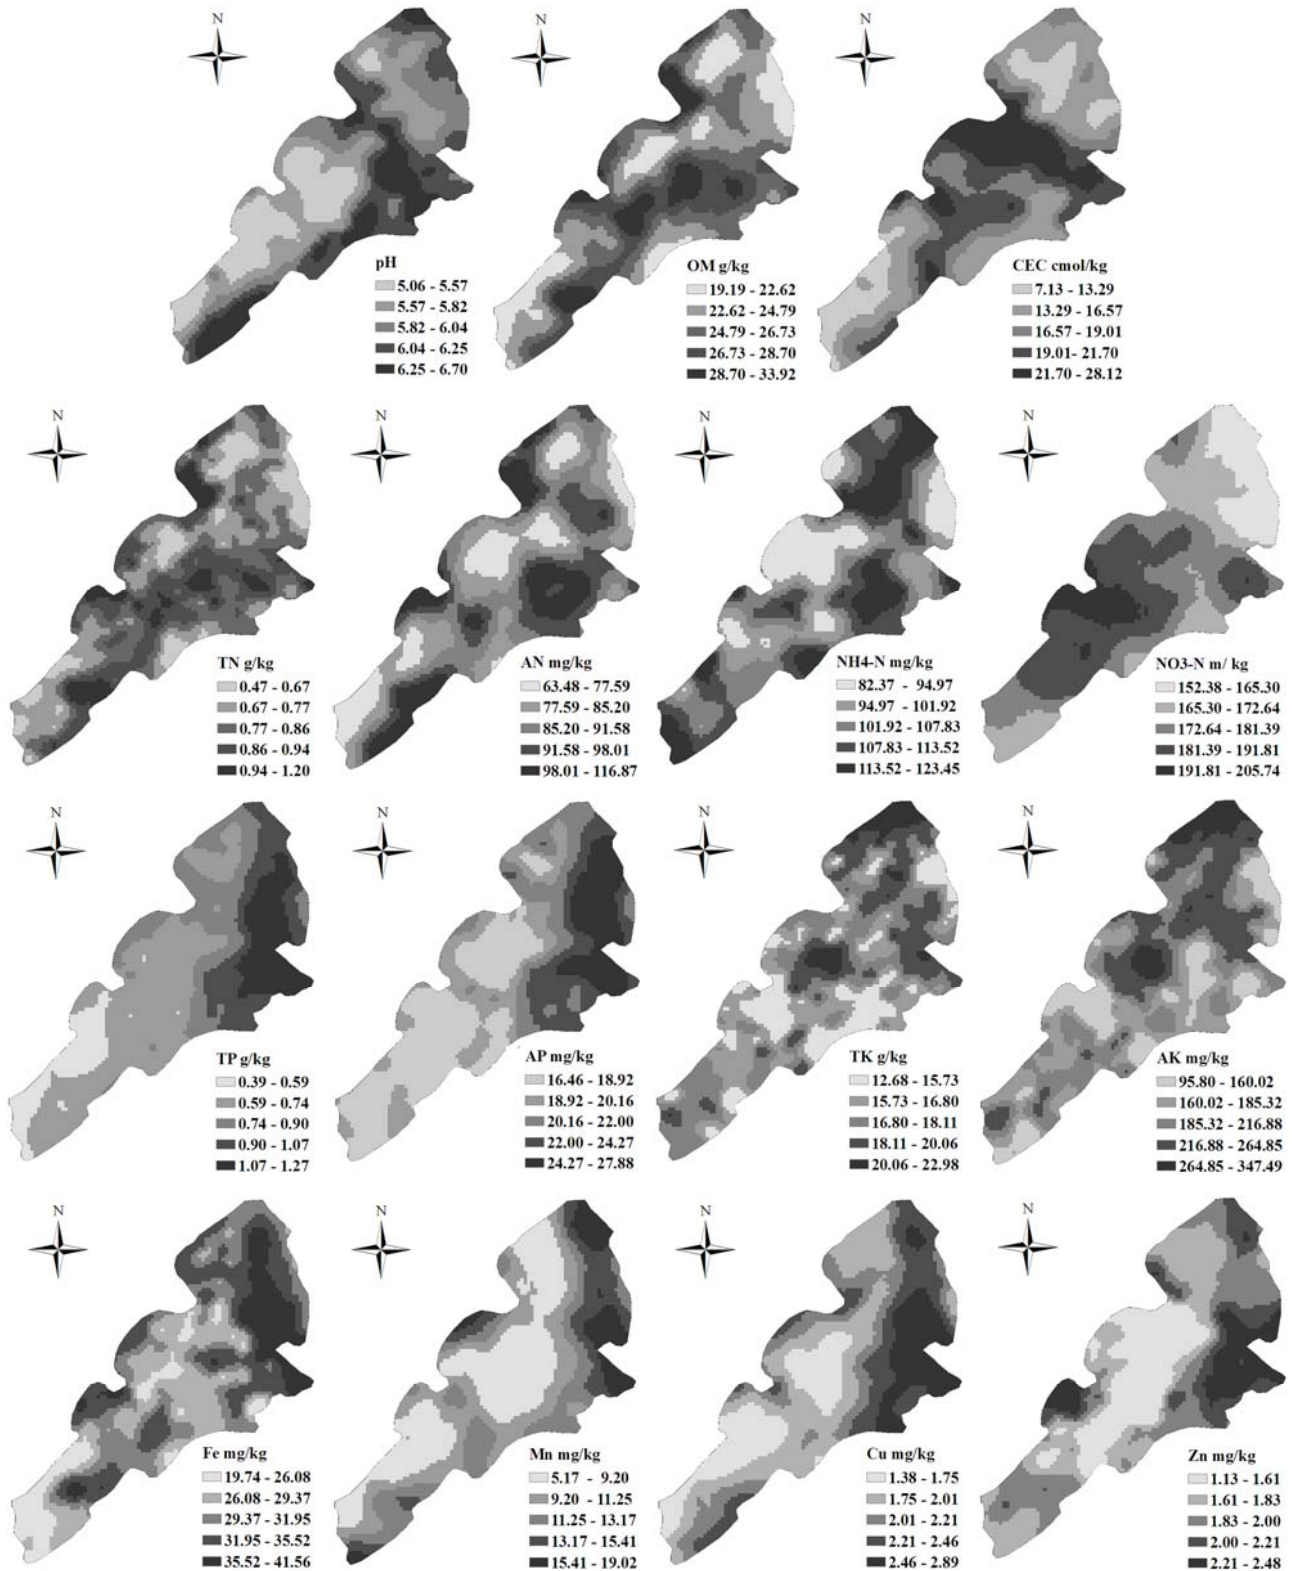 N
N
N
pH
5.06 - 5.57
5.57 - 5.82
5.82 - 6.04
6.04 - 6.25
6.25 - 6.70
OM g/kg
19.19 - 22.62
22.62 - 24.79
24.79 - 26.73
26.73 - 28.70
28.70 - 33.92
CEC cmol/kg
7.13 - 13.29
13.29 - 16.57
16.57 - 19.01
19.01- 21.70
21.70 - 28.12
N
N
N
N
TN g/kg
0.47 - 0.67
0.67 - 0.77
0.77 - 0.86
0.86 - 0.94
0.94 - 1.20
AN mg/kg
63.48 - 77.59
77.59 - 85.20
85.20 - 91.58
91.58 - 98.01
98.01 - 116.87
NH4-N mg/kg
82.37 - 94.97
94.97 - 101.92
101.92 - 107.83
107.83 - 113.52
113.52 - 123.45
NO3-N m/ kg
152.38 - 165.30
165.30 - 172.64
172.64 - 181.39
181.39 - 191.81
191.81 - 205.74
N
N
N
N
TP g/kg
0.39 - 0.59
0.59 - 0.74
0.74 - 0.90
0.90 - 1.07
1.07 - 1.27
AP mg/kg
16.46 - 18.92
18.92 - 20.16
20.16 - 22.00
22.00 - 24.27
24.27 - 27.88
TK g/kg
12.68 - 15.73
15.73 - 16.80
16.80 - 18.11
18.11 - 20.06
20.06 - 22.98
AK mg/kg
95.80 - 160.02
160.02 - 185.32
185.32 - 216.88
216.88 - 264.85
264.85 - 347.49
N
N
N
N
Fe mg/kg
19.74 - 26.08
26.08 - 29.37
29.37 - 31.95
31.95 - 35.52
35.52 - 41.56
Mn mg/kg
5.17 - 9.20
9.20 - 11.25
11.25 - 13.17
13.17 - 15.41
15.41 - 19.02
Cu mg/kg
1.38 - 1.75
1.75 - 2.01
2.01 - 2.21
2.21 - 2.46
2.46 - 2.89
Zn mg/kg
1.13 - 1.61
1.61 - 1.83
1.83 - 2.00
2.00 - 2.21
2.21 - 2.48